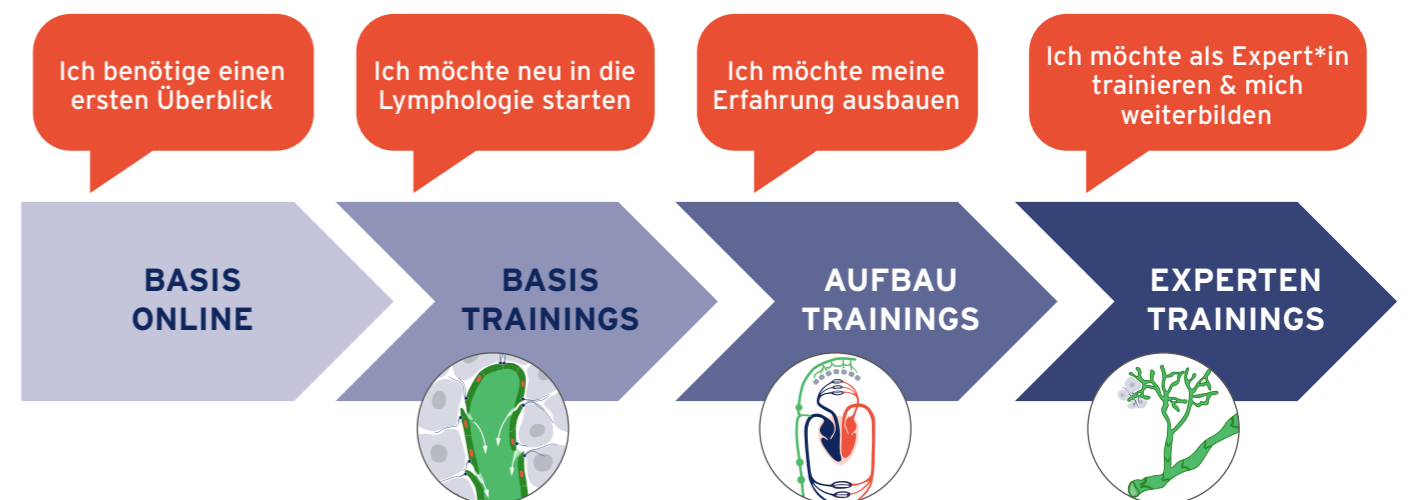 Ich benötige einen
ersten Überblick
Ich möchte neu in die
Lymphologie starten
Ich möchte meine
Erfahrung ausbauen
Ich möchte als Expert*in
trainieren & mich
weiterbilden
BASIS
ONLINE
BASIS
TRAININGS
AUFBAU
TRAININGS
EXPERTEN
TRAININGS